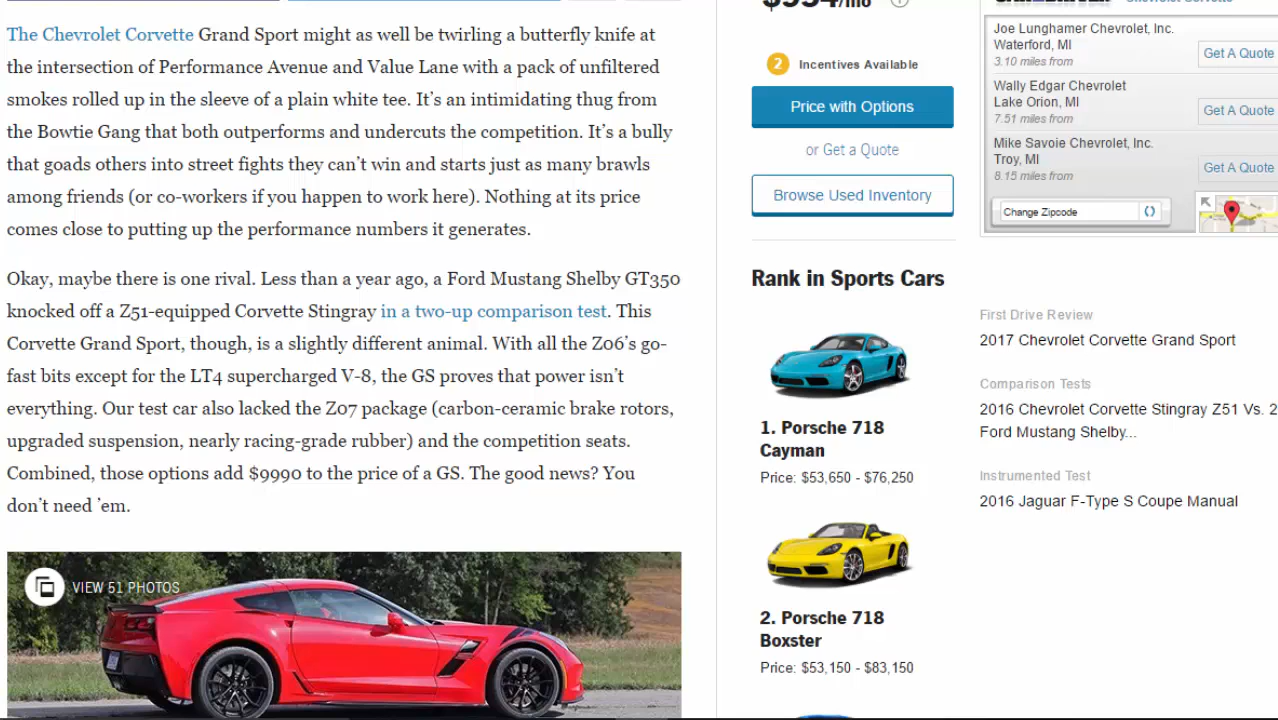 The Chevrolet Corvette Grand Sport might as well be twirling a butterfly knife at
the intersection of Performance Avenue and Value Lane with a pack of unfiltered
smokes rolled up in the sleeve of a plain white tee. It's an intimidating thug from
the Bowtie Gang that both outperforms and undercuts the competition. It's a bully
that goads others into street fights they can't win and starts just as many brawls
among friends (or co-workers if you happen to work here). Nothing at its price
comes close to putting up the performance numbers it generates.
Okay, maybe there is one rival. Less than a year ago, a Ford Mustang Shelby GT350
knocked off a Z51-equipped Corvette Stingray in a two-up comparison test. This
Corvette Grand Sport, though, is a slightly different animal. With all the Z06's go-
fast bits except for the LT4 supercharged V-8, the GS proves that power isn't
everything. Our test car also lacked the Z07 package (carbon-ceramic brake rotors,
upgraded suspension, nearly racing-grade rubber) and the competition seats.
Combined, those options add $9990 to the price of a GS. The good news? You
don't need 'em.
VIEW 51 PHOTOS
/mo
2 Incentives Available
Price with Options
or Get a Quote
Browse Used Inventory
Rank in Sports Cars
1. Porsche 718
Cayman
Price: $53,650 - $76,250
2. Porsche 718
Boxster
Price: $53,150 - $83,150
Joe Lunghamer Chevrolet, Inc.
Waterford, MI
3.10 miles from
Get A Quote
Wally Edgar Chevrolet
Lake Orion, MI
7.51 miles from
Get A Quote
Mike Savoie Chevrolet, Inc.
Troy, MI
8.15 miles from
Get A Quote
Change Zipcode
First Drive Review
2017 Chevrolet Corvette Grand Sport
Comparison Tests
2016 Chevrolet Corvette Stingray Z51 Vs. 2
Ford Mustang Shelby...
Instrumented Test
2016 Jaguar F-Type S Coupe Manual